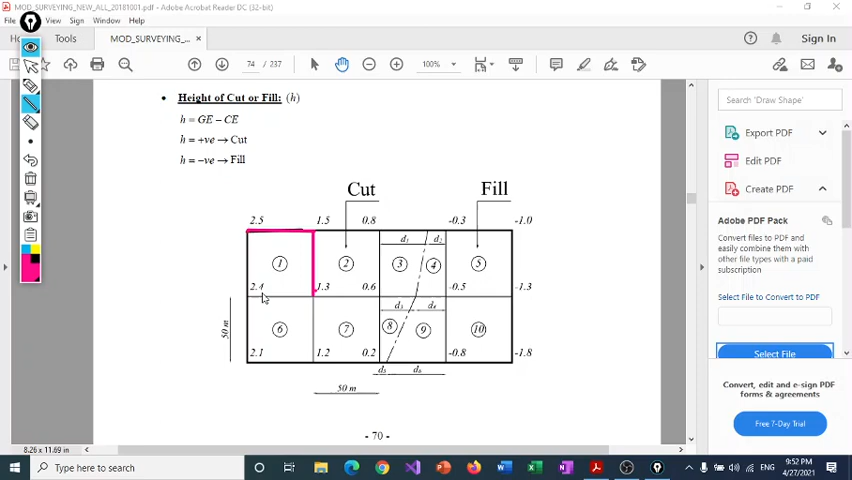 MOD_SURVEYING_NEW_ALL_20181001.pdf - Adobe Acrobat Reader DC (32-bit)
File View Sign Window Help
Tools
MOD_SURVEYING_...
Sign In
74 / 237
100%
Height of Cut or Fill: (h)
h = GE – CE
h = +ve → Cut
h = –ve → Fill
Cut Fill
2.5 1.5 0.8 -0.3 -1.0
d1 d2
1 2 3 4 5
2.4 1.3 0.6 -0.5 -1.3
d3 d4
50 m
6 7 8 9 10
2.1 1.2 0.2 -0.8 -1.8
d5 d6
50 m
- 70 -
8.26 x 11.69 in
Search 'Draw Shape'
Export PDF
Edit PDF
Create PDF
Adobe PDF Pack
Convert files to PDF and
easily combine them with
other file types with a paid
subscription
Select File to Convert to PDF
Select File
Convert, edit and e-sign PDF
forms & agreements
Free 7-Day Trial
Type here to search
ENG
9:52 PM
4/27/2021